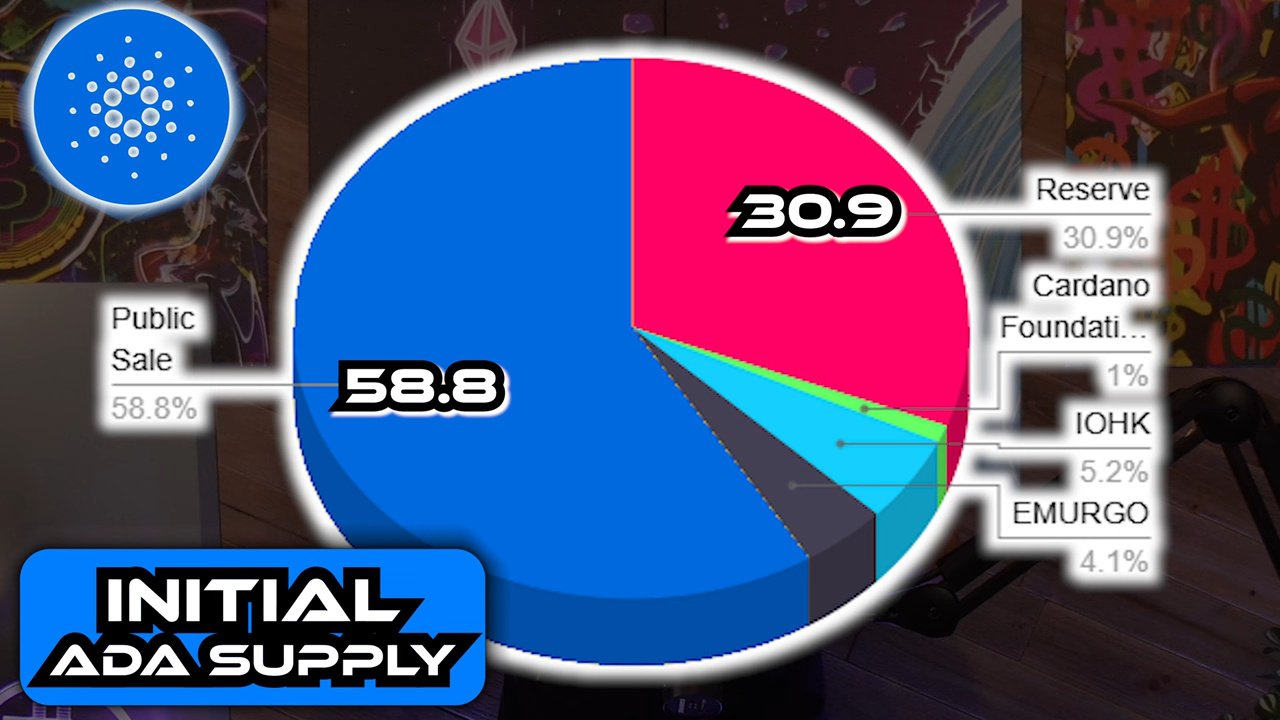 30.9
Reserve
30.9%
Cardano
Foundati...
1%
Public
Sale
58.8%
58.8
IOHK
5.2%
EMURGO
4.1%
INITIAL
ADA SUPPLY